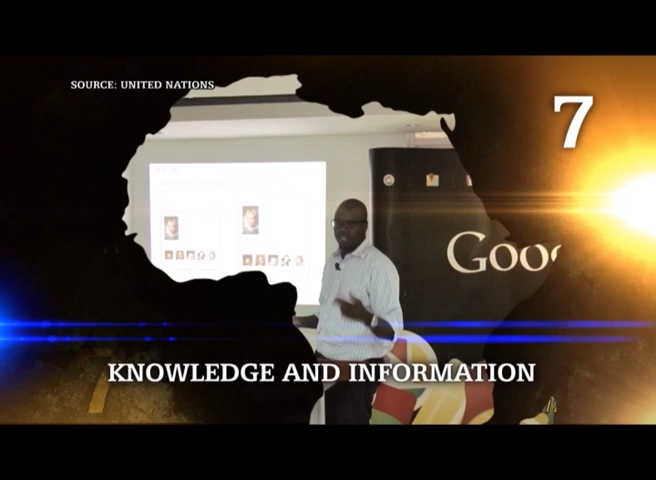 SOURCE: UNITED NATIONS
7
Goo
KNOWLEDGE AND INFORMATION